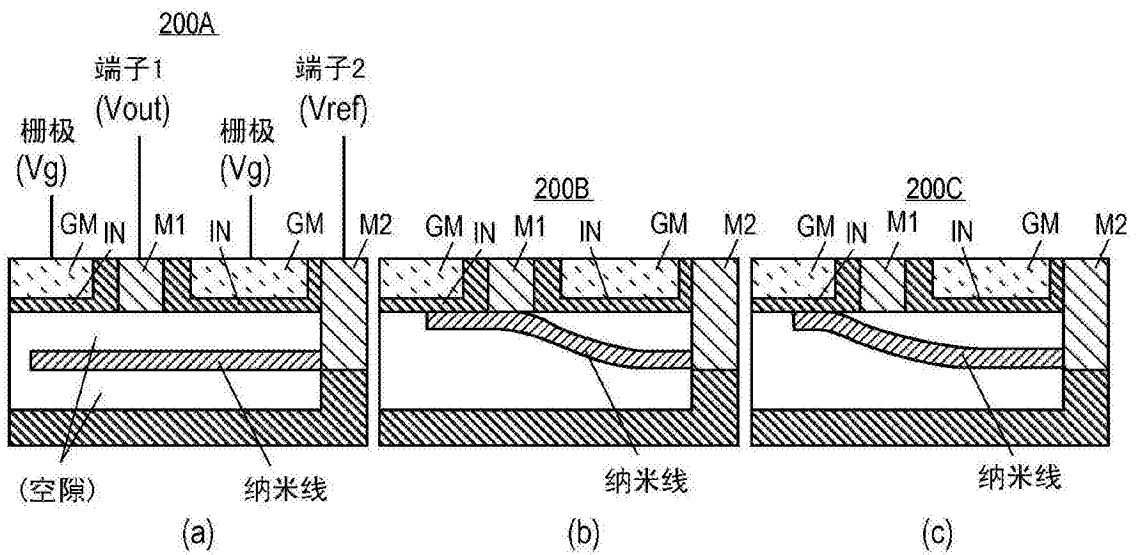 200A
端子1
(Vout)
端子2
(Vref)
栅极
(Vg)
栅极
(Vg)
GM
IN
M1
IN
GM
M2
200B
GM
IN
M1
IN
GM
M2
200C
GM
IN
M1
IN
GM
M2
(空隙)
纳米线
纳米线
纳米线
(a)
(b)
(c)